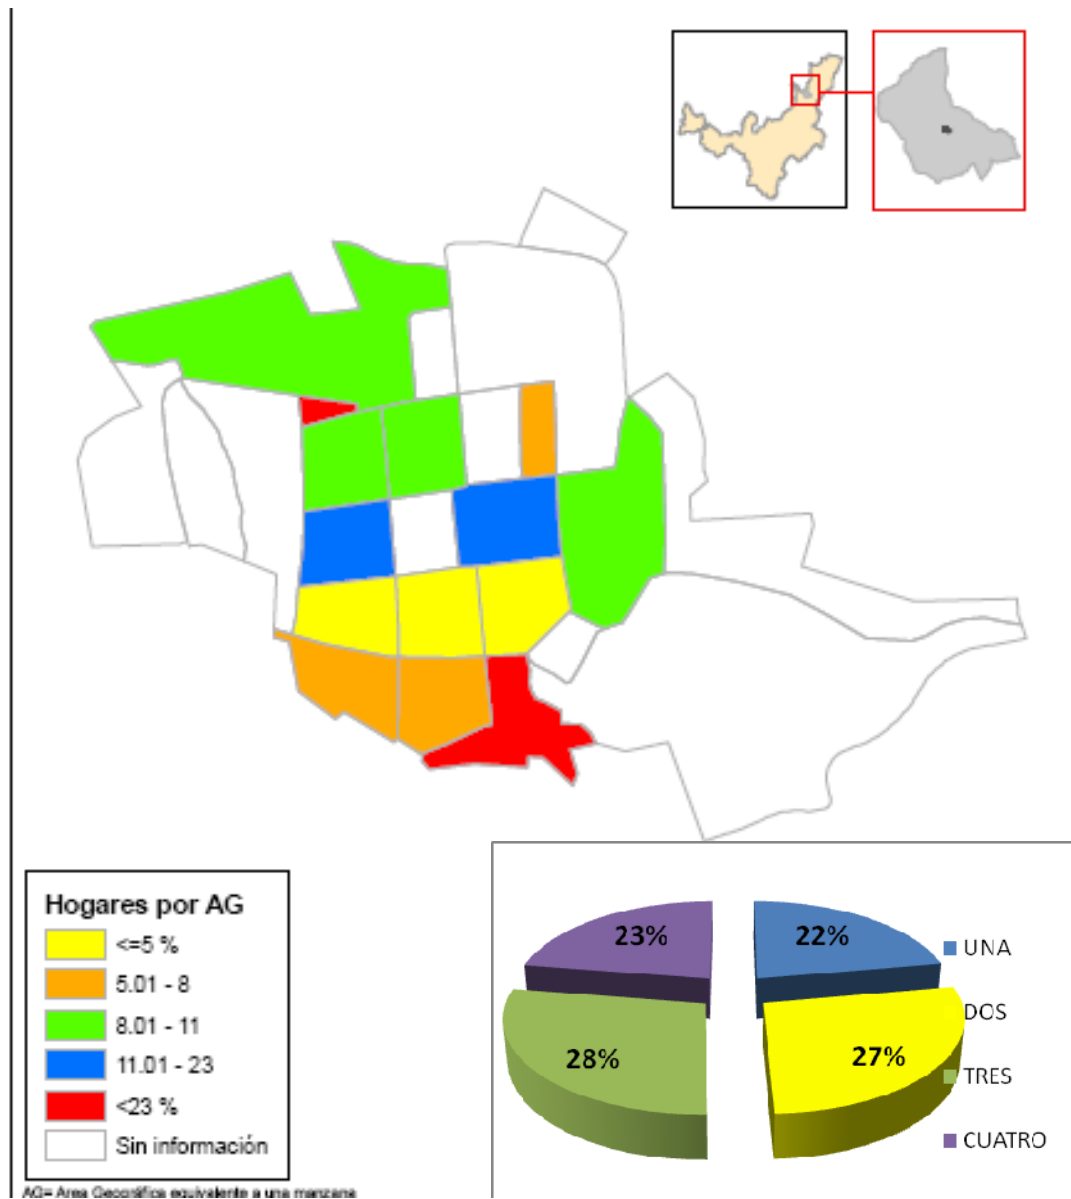 Hogares por AG
<=5 %
5.01 - 8
8.01 - 11
11.01 - 23
<23 %
Sin información
AG= Area Geográfica equivalente a una manzana
23%
22%
28%
27%
UNA
DOS
TRES
CUATRO